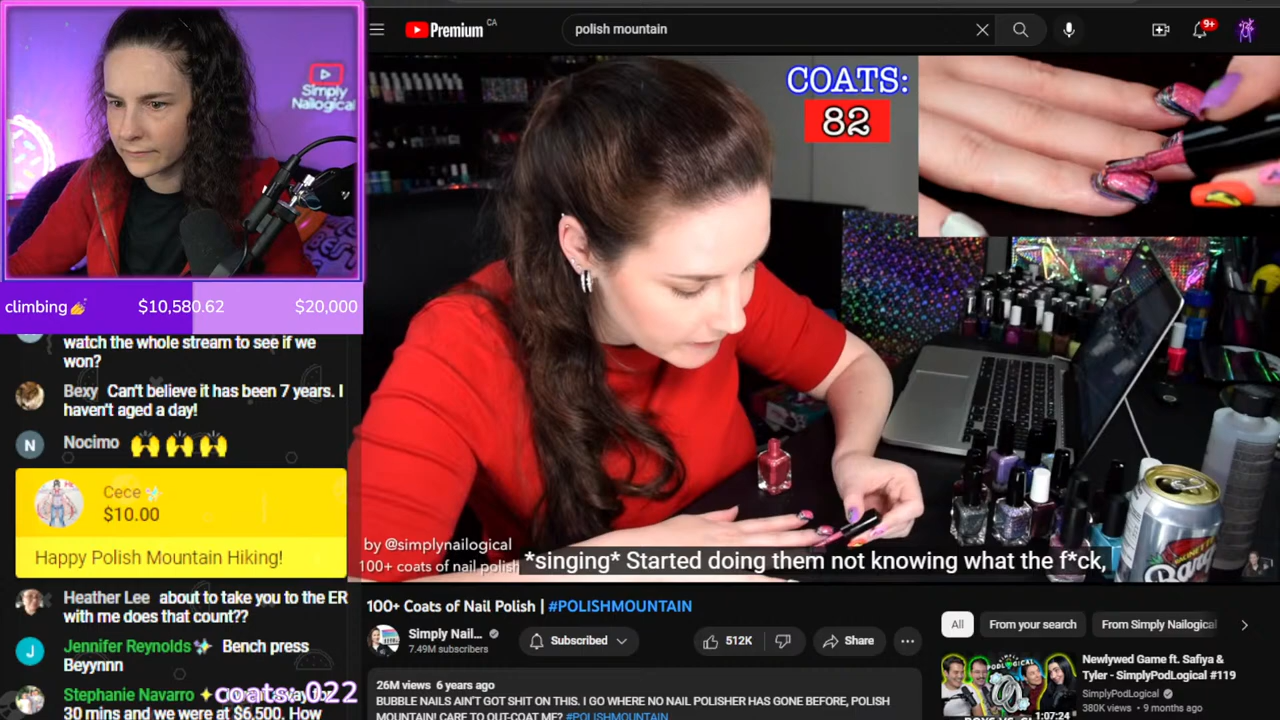 Simply
Nailogical
climbing💅 $10,580.62 $20,000
watch the whole stream to see if we
won?
Bexy Can't believe it has been 7 years. I
haven't aged a day!
N
Nocimo 🙌 🙌 🙌
Cece✨
$10.00
Happy Polish Mountain Hiking!
Heather Lee about to take you to the ER
with me does that count??
J
Jennifer Reynolds✨ Bench press
Beyynnn
Stephanie Navarro
30 mins and we were at $6,500. How
coats: 022
Premium CA
polish mountain
9+
COATS:
82
by @simplynailogical
100+ coats of nail polish
*singing* Started doing them not knowing what the f*ck,
100+ Coats of Nail Polish | #POLISHMOUNTAIN
Simply Nail...
7.49M subscribers
Subscribed
512K
Share
26M views 6 years ago
BUBBLE NAILS AIN'T GOT SHIT ON THIS. I GO WHERE NO NAIL POLISHER HAS GONE BEFORE, POLISH
MOUNTAIN! CARE TO OUT-COAT ME? #POLISHMOUNTAIN
All From your search From Simply Nailogical
Newlywed Game ft. Safiya &
Tyler - SimplyPodLogical #119
SimplyPodLogical
380K views • 9 months ago
1:07:24